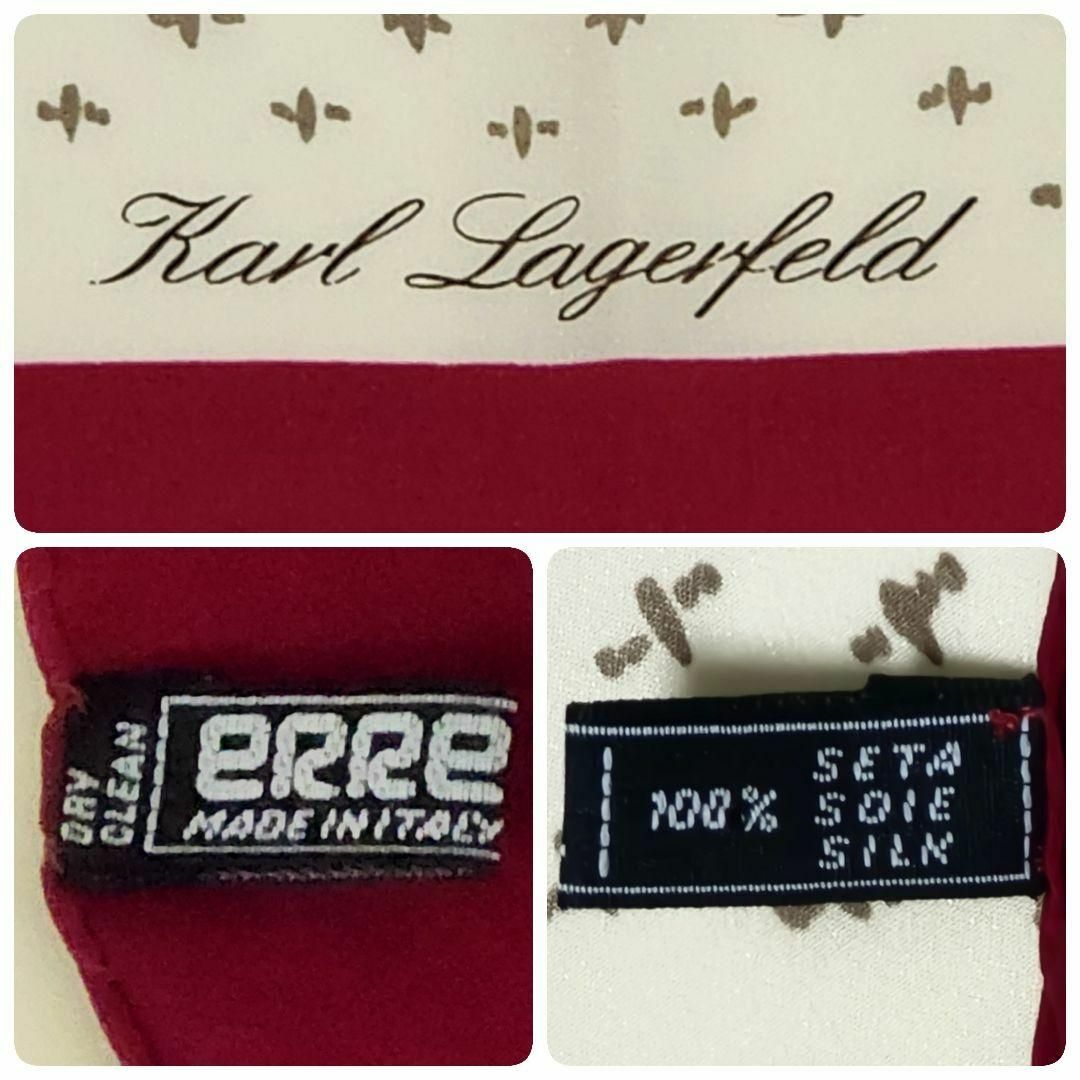 Karl Lagerfeld
DRY
CLEAN
erre
MADE IN ITALY
100%
SETA
SOIE
SILK